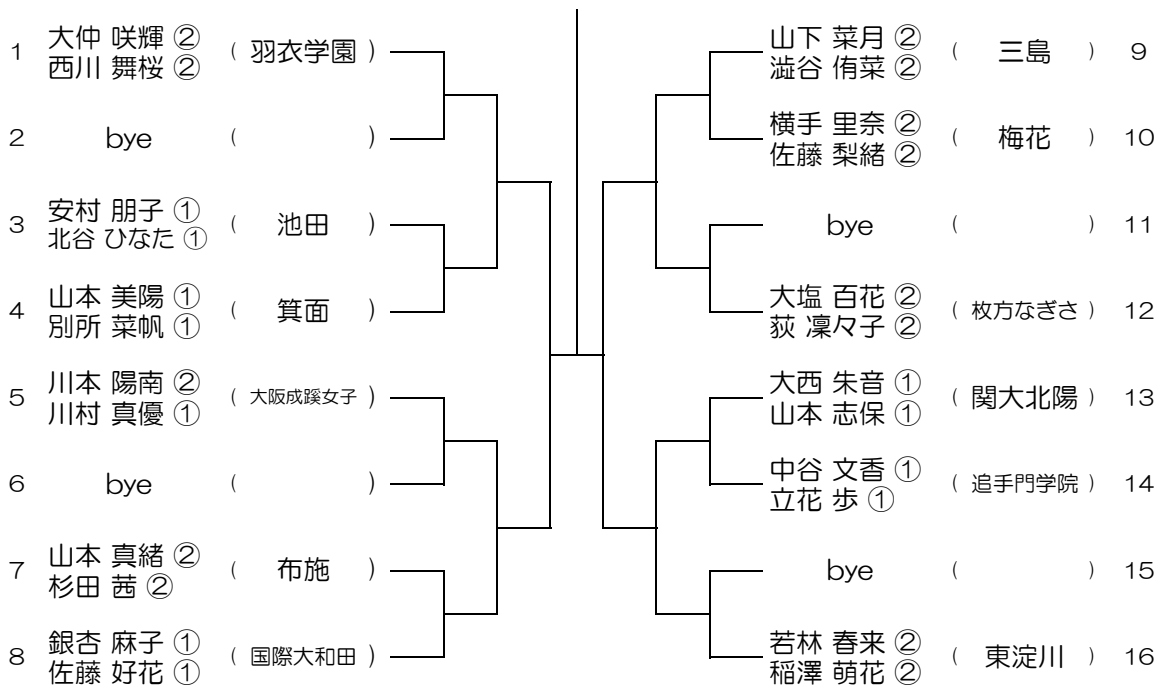 1 大仲 咲輝 ② ( 羽衣学園 )
西川 舞桜 ②
2 bye ( )
3 安村 朋子 ① ( 池田 )
北谷 ひなた ①
4 山本 美陽 ① ( 箕面 )
別所 菜帆 ①
5 川本 陽南 ② ( 大阪成蹊女子 )
川村 真優 ①
6 bye ( )
7 山本 真緒 ② ( 布施 )
杉田 茜 ②
8 銀杏 麻子 ① ( 国際大和田 )
佐藤 好花 ①
山下 菜月 ② ( 三島 ) 9
澁谷 侑菜 ②
横手 里奈 ② ( 梅花 ) 10
佐藤 梨緒 ②
bye ( ) 11
大塩 百花 ② ( 枚方なぎさ ) 12
荻 凜々子 ②
大西 朱音 ① ( 関大北陽 ) 13
山本 志保 ①
中谷 文香 ① ( 追手門学院 ) 14
立花 歩 ①
bye ( ) 15
若林 春来 ② ( 東淀川 ) 16
稲澤 萌花 ②